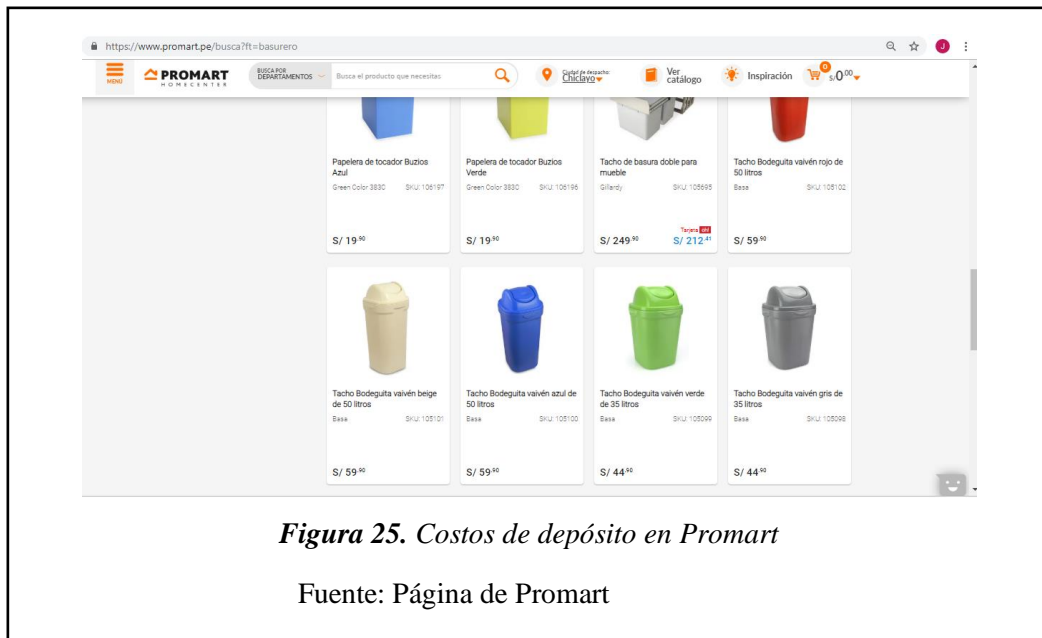 https://www.promart.pe/busca?ft=basurero
J
MENÚ
PROMART
HOMECENTER
BUSCA POR
DEPARTAMENTOS
Busca el producto que necesitas
Ciudad de despacho:
Chiclayo
Ver
catálogo
Inspiración
0
S/0.00
Papelera de tocador Buzios
Azul
Green Color 383C SKU: 106197
S/ 19.90
Papelera de tocador Buzios
Verde
Green Color 383C SKU: 106196
S/ 19.90
Tacho de basura doble para
mueble
Gillardy SKU: 105695
Tarjeta oh!
S/ 249.90 S/ 212.41
Tacho Bodeguita vaivén rojo de
50 litros
Basa SKU: 105102
S/ 59.90
Tacho Bodeguita vaivén beige
de 50 litros
Basa SKU: 105101
S/ 59.90
Tacho Bodeguita vaivén azul de
50 litros
Basa SKU: 105100
S/ 59.90
Tacho Bodeguita vaivén verde
de 35 litros
Basa SKU: 105099
S/ 44.90
Tacho Bodeguita vaivén gris de
35 litros
Basa SKU: 105098
S/ 44.90
Figura 25. Costos de depósito en Promart
Fuente: Página de Promart